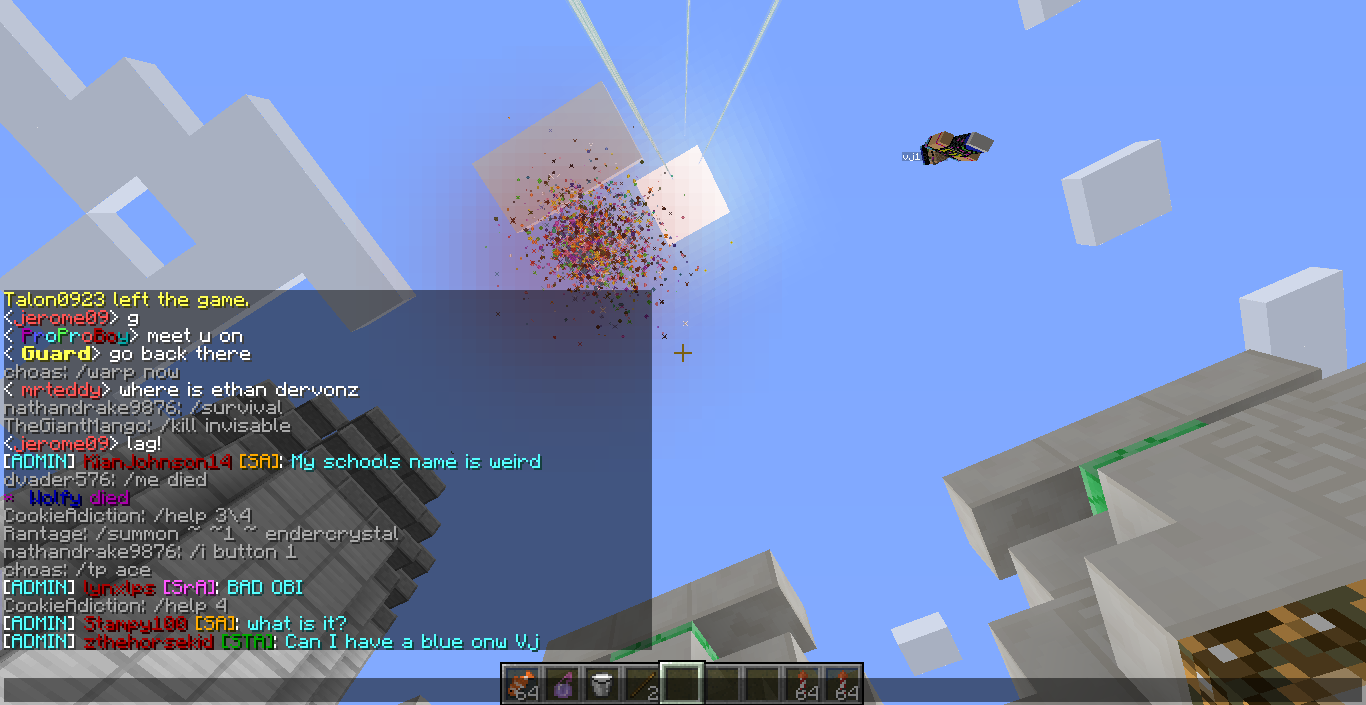 vj1
Talon0923 left the game.
<jerome09> g
< ProProBoy> meet u on
< Guard> go back there
choas: /warp now
< mrteddy> where is ethan dervonz
nathandrake9876: /survival
TheGiantMango: /kill invisable
<jerome09> lag!
[ADMIN] KianJohnson14 [SA]: My schools name is weird
dvader576: /me died
* Wolfy died
CookieAdiction: /help 3\4
Rantage: /summon ~ ~1 ~ endercrystal
nathandrake9876: /i button 1
choas: /tp ace
[ADMIN] lynxlps [SrA]: BAD OBI
CookieAdiction: /help 4
[ADMIN] Stampy100 [SA]: what is it?
[ADMIN] zthehorsekid [STA]: Can I have a blue onw Vj
64 2 64 64